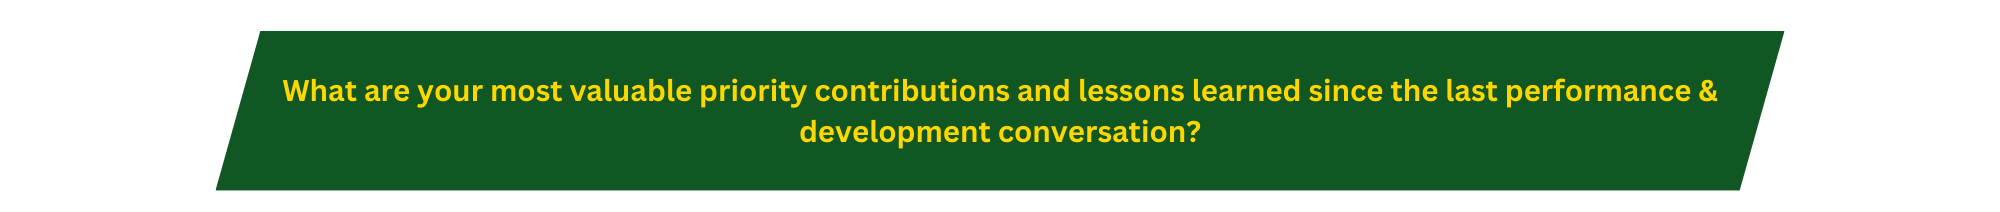 What are your most valuable priority contributions and lessons learned since the last performance &
development conversation?